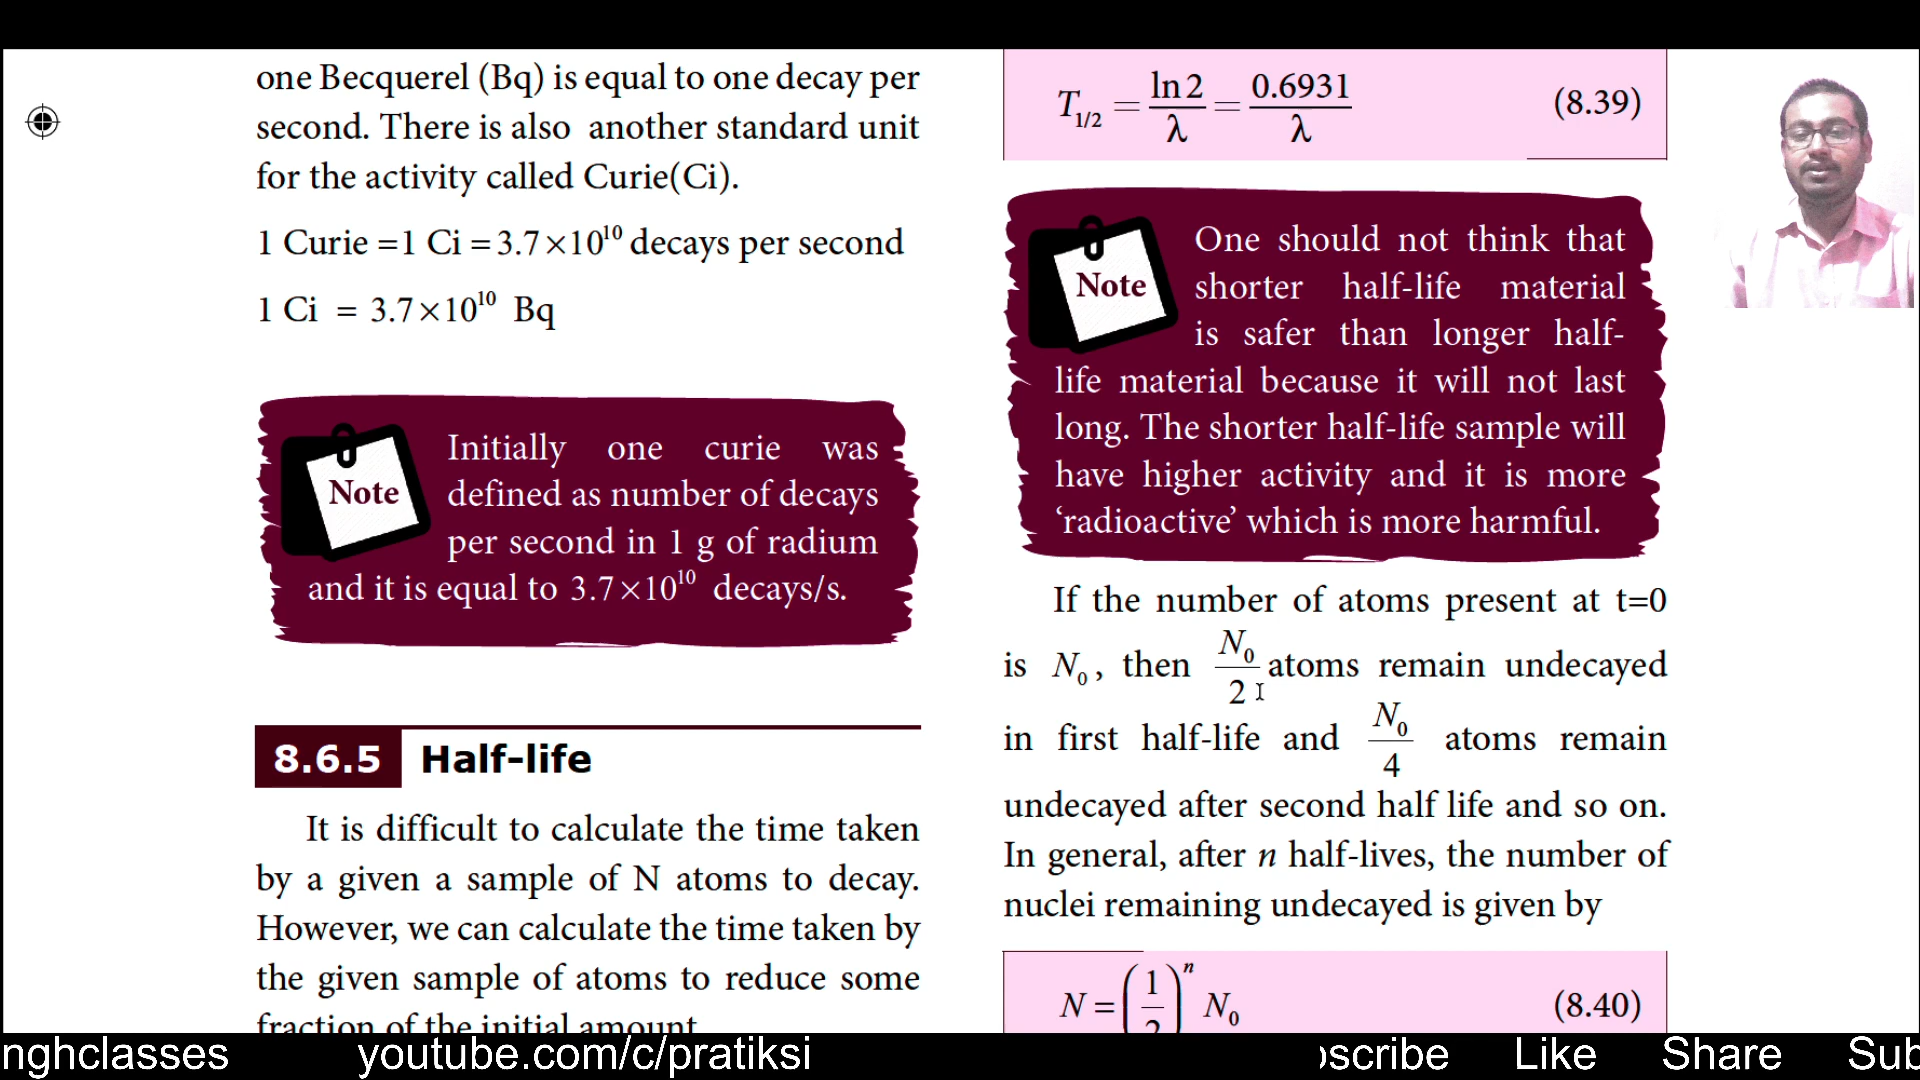 one Becquerel (Bq) is equal to one decay per
second. There is also another standard unit
for the activity called Curie(Ci).
1 Curie =1 Ci = 3.7×10¹⁰ decays per second
1 Ci = 3.7×10¹⁰ Bq
Note
Initially one curie was
defined as number of decays
per second in 1 g of radium
and it is equal to 3.7×10¹⁰ decays/s.
8.6.5 Half-life
It is difficult to calculate the time taken
by a given a sample of N atoms to decay.
However, we can calculate the time taken by
the given sample of atoms to reduce some
fraction of the initial amount.
T₁/₂ = ln 2/λ = 0.6931/λ (8.39)
Note
One should not think that
shorter half-life material
is safer than longer half-
life material because it will not last
long. The shorter half-life sample will
have higher activity and it is more
‘radioactive’ which is more harmful.
If the number of atoms present at t=0
is N₀, then N₀/2 atoms remain undecayed
in first half-life and N₀/4 atoms remain
undecayed after second half life and so on.
In general, after n half-lives, the number of
nuclei remaining undecayed is given by
N = (1/2)ⁿ N₀ (8.40)
nghclasses youtube.com/c/pratiksi scribe Like Share Sub